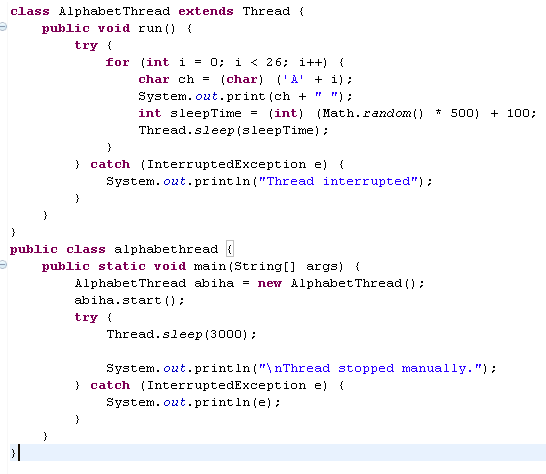 class AlphabetThread extends Thread {
    public void run() {
        try {
            for (int i = 0; i < 26; i++) {
                char ch = (char) ('A' + i);
                System.out.print(ch + " ");
                int sleepTime = (int) (Math.random() * 500) + 100;
                Thread.sleep(sleepTime);
            }
        } catch (InterruptedException e) {
            System.out.println("Thread interrupted");
        }
    }
}
public class alphabethread {
    public static void main(String[] args) {
        AlphabetThread abiha = new AlphabetThread();
        abiha.start();
        try {
            Thread.sleep(3000);

            System.out.println("\nThread stopped manually.");
        } catch (InterruptedException e) {
            System.out.println(e);
        }
    }
}